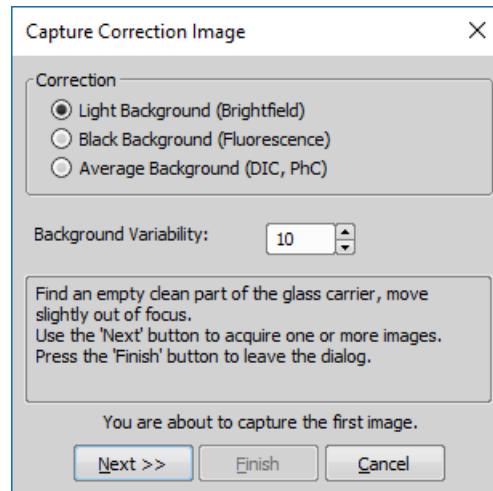 Capture Correction Image
Correction
Light Background (Brightfield)
Black Background (Fluorescence)
Average Background (DIC, PhC)
Background Variability: 10
Find an empty clean part of the glass carrier, move
slightly out of focus.
Use the 'Next' button to acquire one or more images.
Press the 'Finish' button to leave the dialog.
You are about to capture the first image.
Next >> Finish Cancel